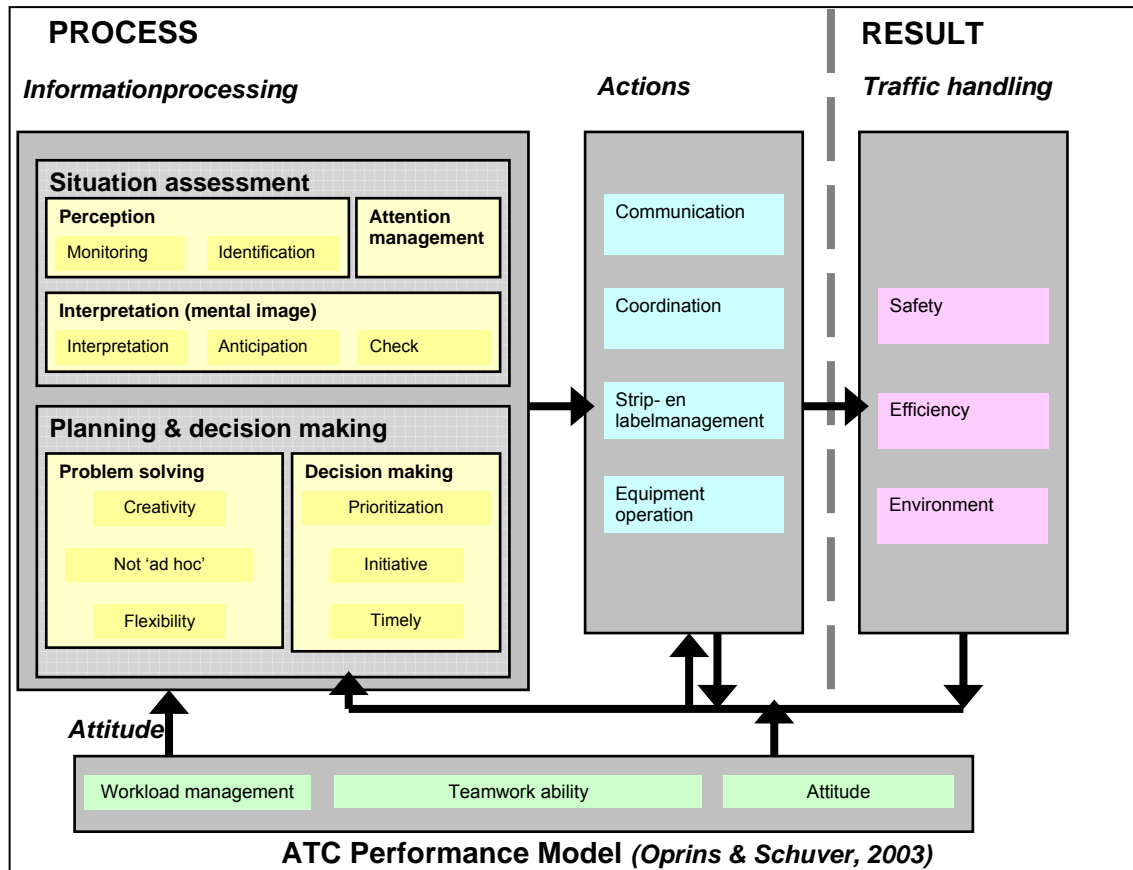 PROCESS
RESULT
Informationprocessing
Actions
Traffic handling
Situation assessment
Perception
Monitoring
Identification
Attention
management
Interpretation (mental image)
Interpretation
Anticipation
Check
Planning & decision making
Problem solving
Creativity
Not ‘ad hoc’
Flexibility
Decision making
Prioritization
Initiative
Timely
Communication
Coordination
Strip- en
labelmanagement
Equipment
operation
Safety
Efficiency
Environment
Attitude
Workload management
Teamwork ability
Attitude
ATC Performance Model (Oprins & Schuver, 2003)